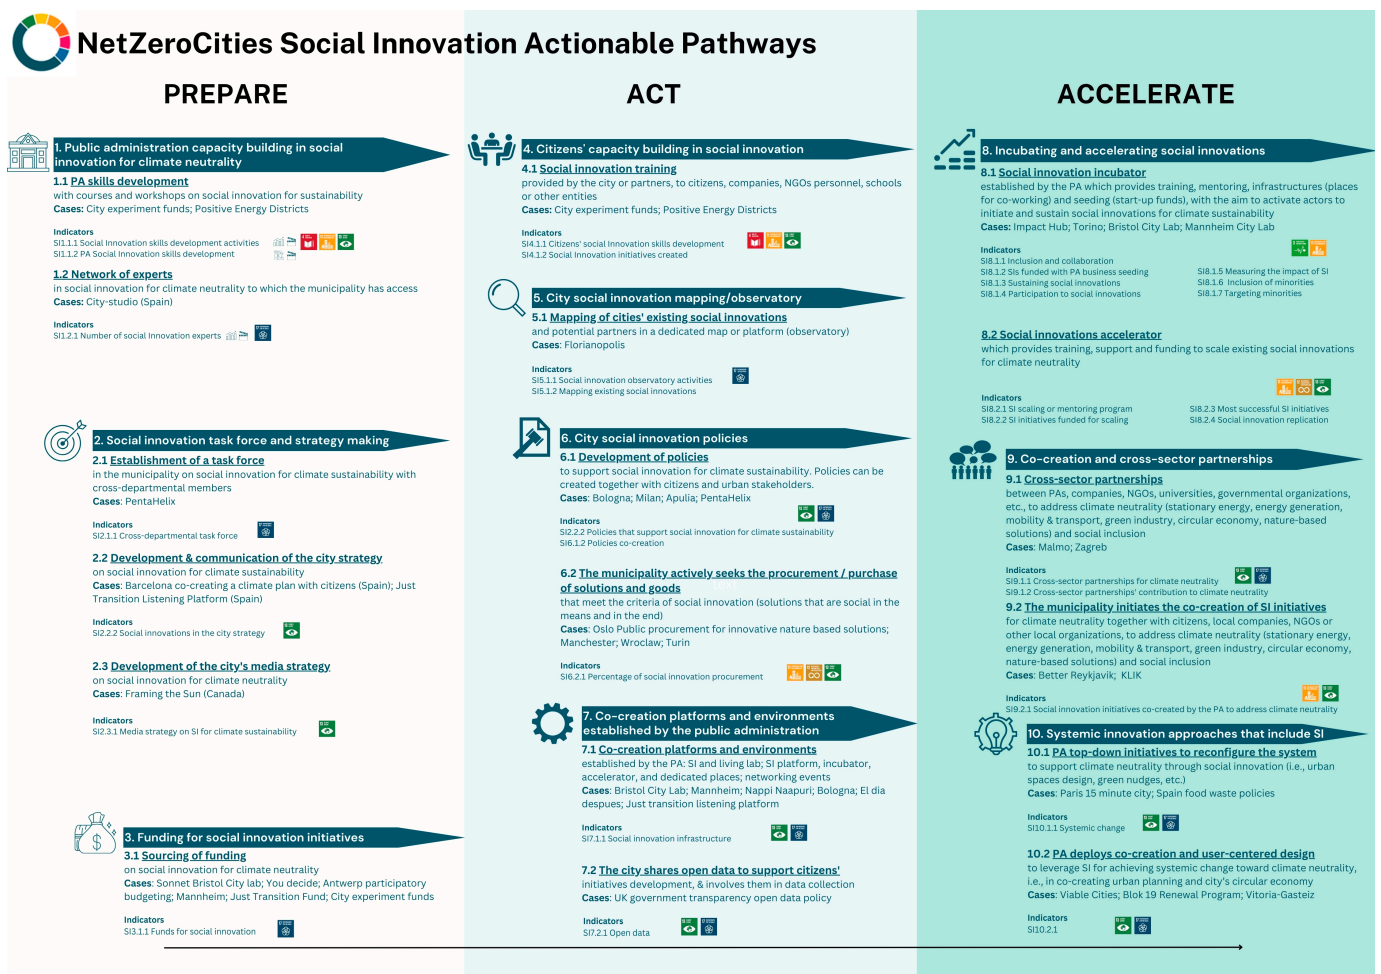 NetZeroCities Social Innovation Actionable Pathways
PREPARE
1. Public administration capacity building in social
innovation for climate neutrality
1.1 PA skills development
with courses and workshops on social innovation for sustainability
Cases: City experiment funds; Positive Energy Districts
Indicators
SI1.1.1 Social Innovation skills development activities
SI1.1.2 PA Social Innovation skills development
1.2 Network of experts
in social innovation for climate neutrality to which the municipality has access
Cases: City-studio (Spain)
Indicators
SI1.2.1 Number of social Innovation experts
2. Social innovation task force and strategy making
2.1 Establishment of a task force
in the municipality on social innovation for climate sustainability with
cross-departmental members
Cases: PentaHelix
Indicators
SI2.1.1 Cross-departmental task force
2.2 Development & communication of the city strategy
on social innovation for climate sustainability
Cases: Barcelona co-creating a climate plan with citizens (Spain); Just
Transition Listening Platform (Spain)
Indicators
SI2.2.2 Social innovations in the city strategy
2.3 Development of the city's media strategy
on social innovation for climate neutrality
Cases: Framing the Sun (Canada)
Indicators
SI2.3.1 Media strategy on SI for climate sustainability
3. Funding for social innovation initiatives
3.1 Sourcing of funding
on social innovation for climate neutrality
Cases: Sonnet Bristol City lab; You decide; Antwerp participatory
budgeting; Mannheim; Just Transition Fund; City experiment funds
Indicators
SI3.1.1 Funds for social innovation
ACT
4. Citizens' capacity building in social innovation
4.1 Social innovation training
provided by the city or partners, to citizens, companies, NGOs personnel, schools
or other entities
Cases: City experiment funds; Positive Energy Districts
Indicators
SI4.1.1 Citizens' social Innovation skills development
SI4.1.2 Social Innovation initiatives created
5. City social innovation mapping/observatory
5.1 Mapping of cities' existing social innovations
and potential partners in a dedicated map or platform (observatory)
Cases: Florianopolis
Indicators
SI5.1.1 Social innovation observatory activities
SI5.1.2 Mapping existing social innovations
6. City social innovation policies
6.1 Development of policies
to support social innovation for climate sustainability. Policies can be
created together with citizens and urban stakeholders.
Cases: Bologna; Milan; Apulia; PentaHelix
Indicators
SI2.2.2 Policies that support social innovation for climate sustainability
SI6.1.2 Policies co-creation
6.2 The municipality actively seeks the procurement / purchase
of solutions and goods
that meet the criteria of social innovation (solutions that are social in the
means and in the end)
Cases: Oslo Public procurement for innovative nature based solutions;
Manchester; Wroclaw; Turin
Indicators
SI6.2.1 Percentage of social innovation procurement
7. Co-creation platforms and environments
established by the public administration
7.1 Co-creation platforms and environments
established by the PA: SI and living lab; SI platform, incubator,
accelerator, and dedicated places; networking events
Cases: Bristol City Lab; Mannheim; Nappi Naapuri; Bologna; El dia
despues; Just transition listening platform
Indicators
SI7.1.1 Social innovation infrastructure
7.2 The city shares open data to support citizens'
initiatives development, & involves them in data collection
Cases: UK government transparency open data policy
Indicators
SI7.2.1 Open data
ACCELERATE
8. Incubating and accelerating social innovations
8.1 Social innovation incubator
established by the PA which provides training, mentoring, infrastructures (places
for co-working) and seeding (start-up funds), with the aim to activate actors to
initiate and sustain social innovations for climate sustainability
Cases: Impact Hub; Torino; Bristol City Lab; Mannheim City Lab
Indicators
SI8.1.1 Inclusion and collaboration
SI8.1.2 SIs funded with PA business seeding
SI8.1.3 Sustaining social innovations
SI8.1.4 Participation to social innovations
SI8.1.5 Measuring the impact of SI
SI8.1.6 Inclusion of minorities
SI8.1.7 Targeting minorities
8.2 Social innovations accelerator
which provides training, support and funding to scale existing social innovations
for climate neutrality
Indicators
SI8.2.1 SI scaling or mentoring program
SI8.2.2 SI initiatives funded for scaling
SI8.2.3 Most successful SI initiatives
SI8.2.4 Social innovation replication
9. Co-creation and cross-sector partnerships
9.1 Cross-sector partnerships
between PAs, companies, NGOs, universities, governmental organizations,
etc., to address climate neutrality (stationary energy, energy generation,
mobility & transport, green industry, circular economy, nature-based
solutions) and social inclusion
Cases: Malmo; Zagreb
Indicators
SI9.1.1 Cross-sector partnerships for climate neutrality
SI9.1.2 Cross-sector partnerships' contribution to climate neutrality
9.2 The municipality initiates the co-creation of SI initiatives
for climate neutrality together with citizens, local companies, NGOs or
other local organizations, to address climate neutrality (stationary energy,
energy generation, mobility & transport, green industry, circular economy,
nature-based solutions) and social inclusion
Cases: Better Reykjavik; KLIK
Indicators
SI9.2.1 Social innovation initiatives co-created by the PA to address climate neutrality
10. Systemic innovation approaches that include SI
10.1 PA top-down initiatives to reconfigure the system
to support climate neutrality through social innovation (i.e., urban
spaces design, green nudges, etc.)
Cases: Paris 15 minute city; Spain food waste policies
Indicators
SI10.1.1 Systemic change
10.2 PA deploys co-creation and user-centered design
to leverage SI for achieving systemic change toward climate neutrality,
i.e., in co-creating urban planning and city's circular economy
Cases: Viable Cities; Blok 19 Renewal Program; Vitoria-Gasteiz
Indicators
SI10.2.1